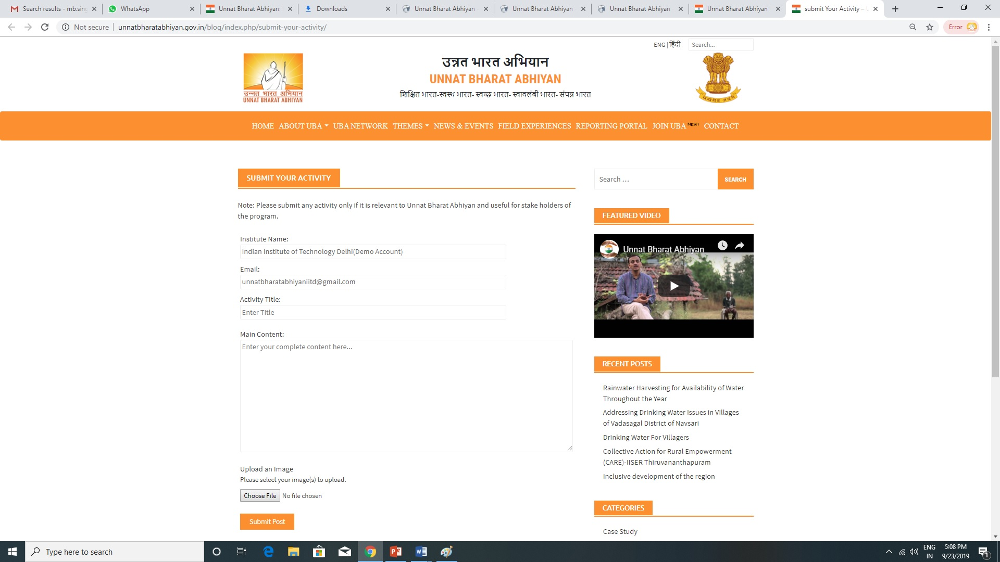 Search results - mb.sing
WhatsApp
Unnat Bharat Abhiyan:
Downloads
Unnat Bharat Abhiyan -
Unnat Bharat Abhiyan -
Unnat Bharat Abhiyan -
Unnat Bharat Abhiyan
submit Your Activity –
Not secure
unnatbharatabhiyan.gov.in/blog/index.php/submit-your-activity/
Error
ENG | हिंदी
Search...
उन्नत भारत अभियान
UNNAT BHARAT ABHIYAN
उन्नत भारत अभियान
UNNAT BHARAT ABHIYAN
शिक्षित भारत-स्वस्थ भारत- स्वच्छ भारत- स्वावलंबी भारत- संपन्न भारत
सत्यमेव जयते
HOME ABOUT UBA UBA NETWORK THEMES NEWS & EVENTS FIELD EXPERIENCES REPORTING PORTAL JOIN UBA NEW! CONTACT
SUBMIT YOUR ACTIVITY
Note: Please submit any activity only if it is relevant to Unnat Bharat Abhiyan and useful for stake holders of
the program.
Institute Name:
Indian Institute of Technology Delhi(Demo Account)
Email:
unnatbharatabhiyaniitd@gmail.com
Activity Title:
Enter Title
Main Content:
Enter your complete content here...
Upload an Image
Please select your image(s) to upload.
Choose File No file chosen
Submit Post
Search ...
SEARCH
FEATURED VIDEO
Unnat Bharat Abhiyan
RECENT POSTS
Rainwater Harvesting for Availability of Water
Throughout the Year
Addressing Drinking Water Issues in Villages
of Vadasagal District of Navsari
Drinking Water For Villagers
Collective Action for Rural Empowerment
(CARE)-IISER Thiruvananthapuram
Inclusive development of the region
CATEGORIES
Case Study
Type here to search
ENG
IN
5:08 PM
9/23/2019
1